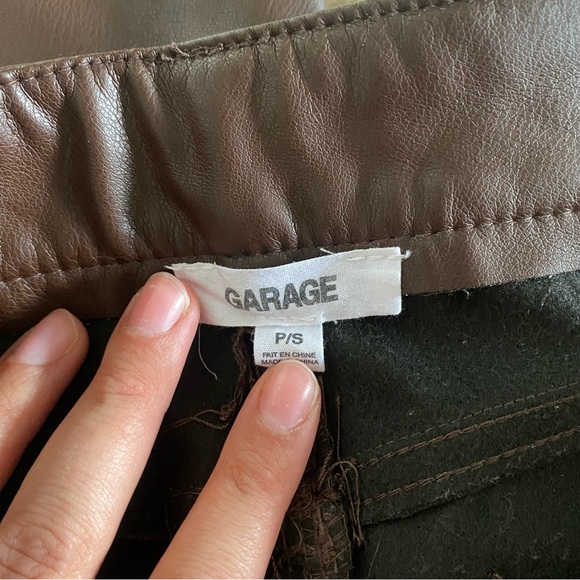 GARAGE
P/S
FAIT EN CHINE
MADE IN CHINA